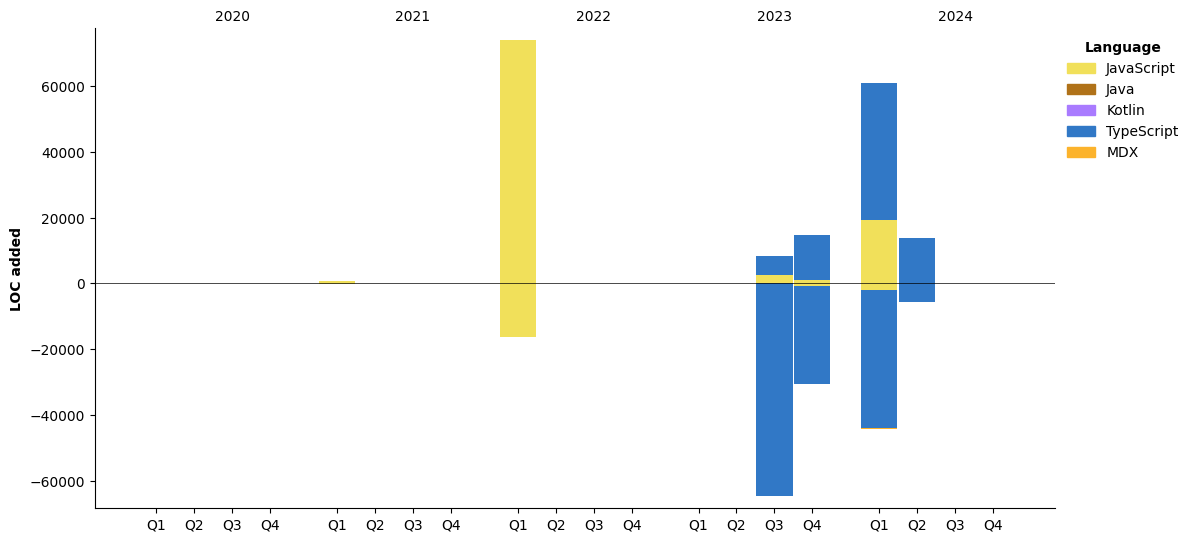 2020 2021 2022 2023 2024
Language
JavaScript
Java
Kotlin
TypeScript
MDX
LOC added
60000
40000
20000
0
−20000
−40000
−60000
Q1 Q2 Q3 Q4 Q1 Q2 Q3 Q4 Q1 Q2 Q3 Q4 Q1 Q2 Q3 Q4 Q1 Q2 Q3 Q4